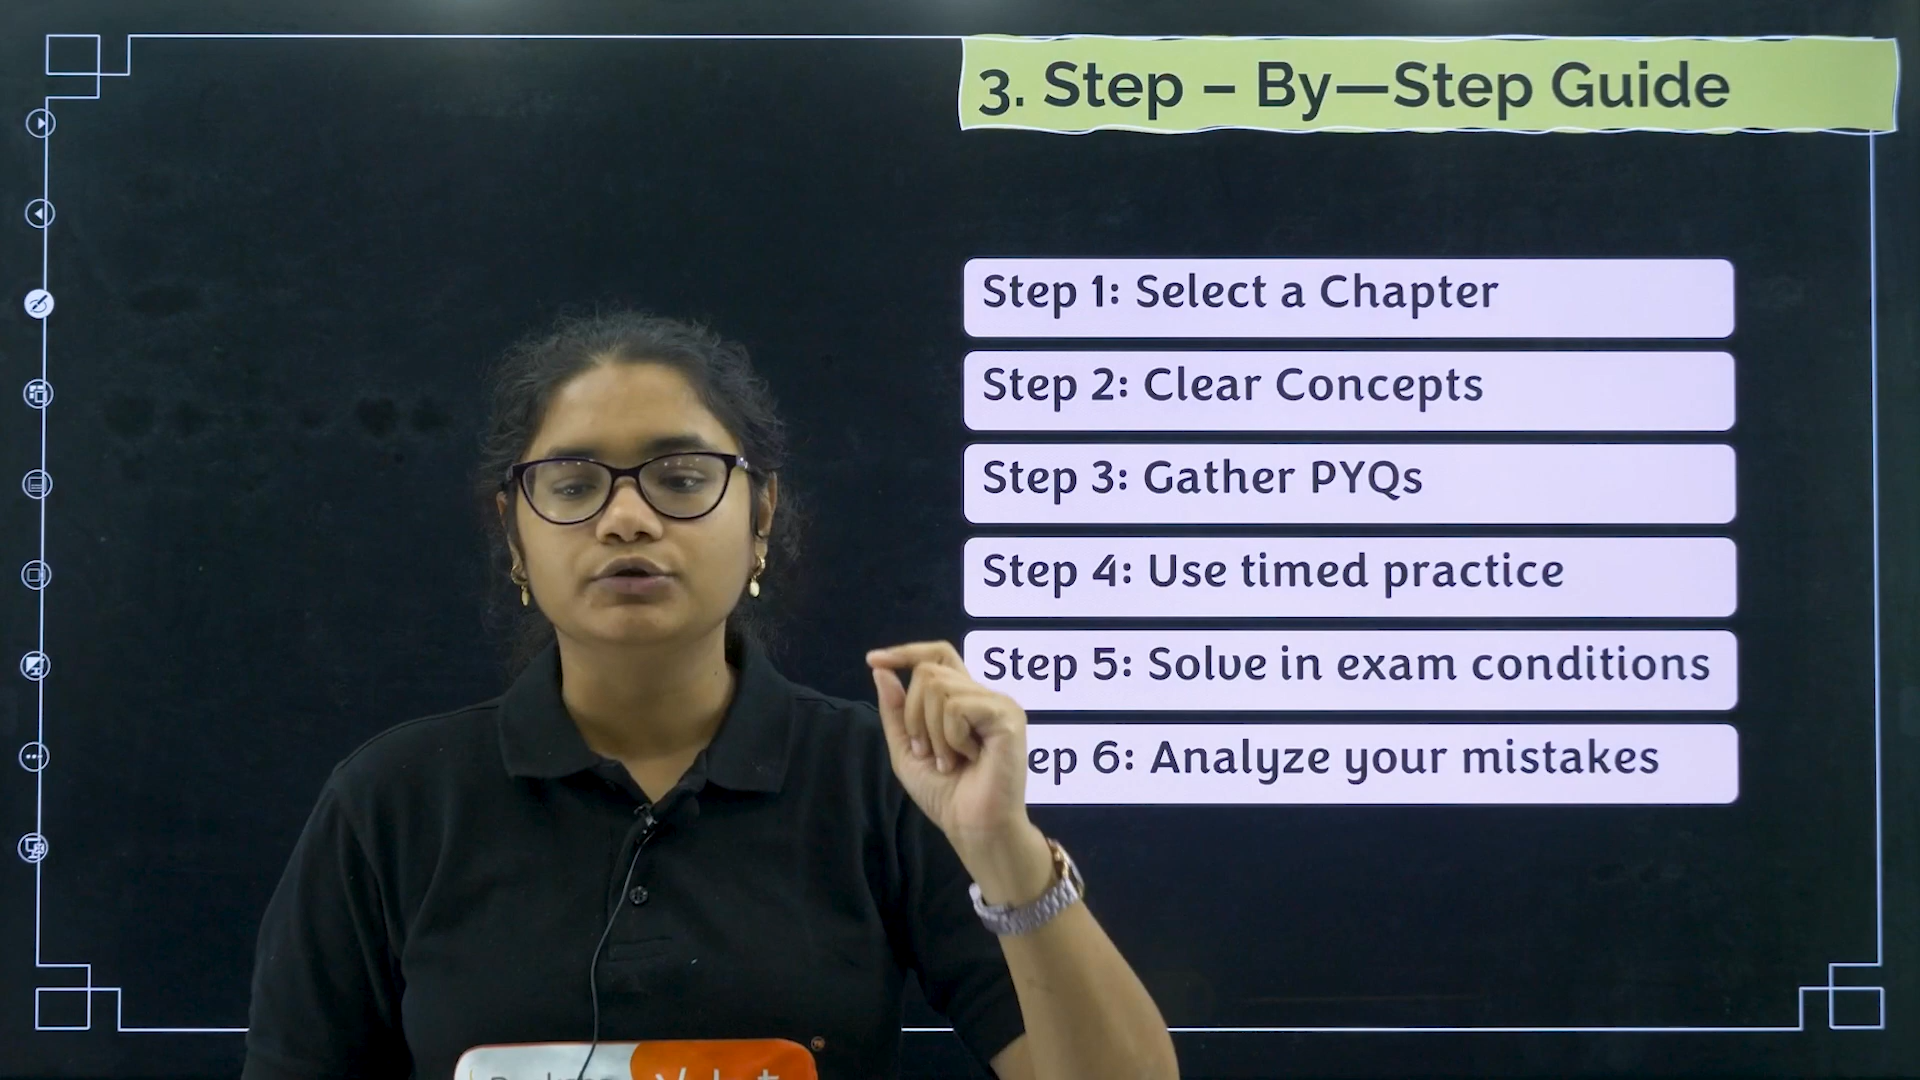 3. Step – By—Step Guide
Step 1: Select a Chapter
Step 2: Clear Concepts
Step 3: Gather PYQs
Step 4: Use timed practice
Step 5: Solve in exam conditions
ep 6: Analyze your mistakes